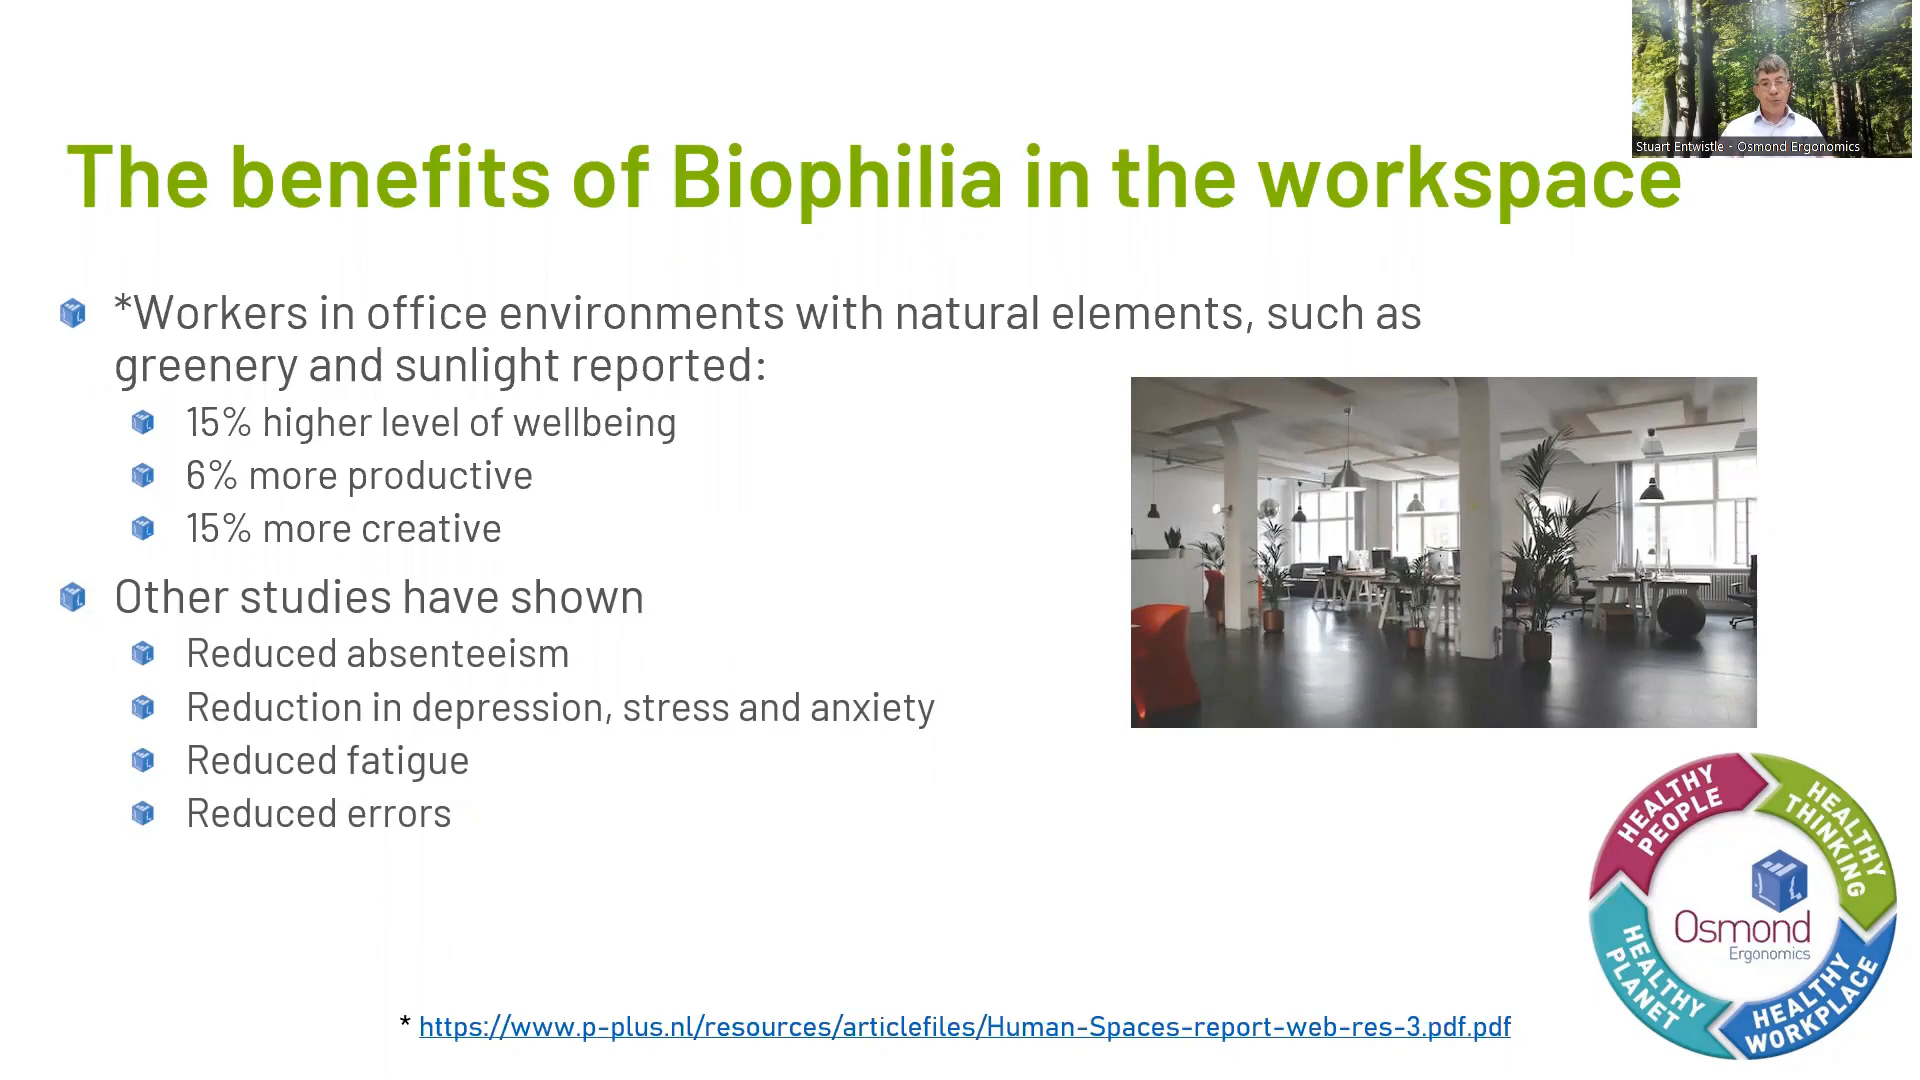 Stuart Entwistle - Osmond Ergonomics
The benefits of Biophilia in the workspace
*Workers in office environments with natural elements, such as
greenery and sunlight reported:
15% higher level of wellbeing
6% more productive
15% more creative
Other studies have shown
Reduced absenteeism
Reduction in depression, stress and anxiety
Reduced fatigue
Reduced errors
HEALTHY
PEOPLE
HEALTHY
THINKING
HEALTHY
WORKPLACE
HEALTHY
PLANET
Osmond
Ergonomics
* https://www.p-plus.nl/resources/articlefiles/Human-Spaces-report-web-res-3.pdf.pdf